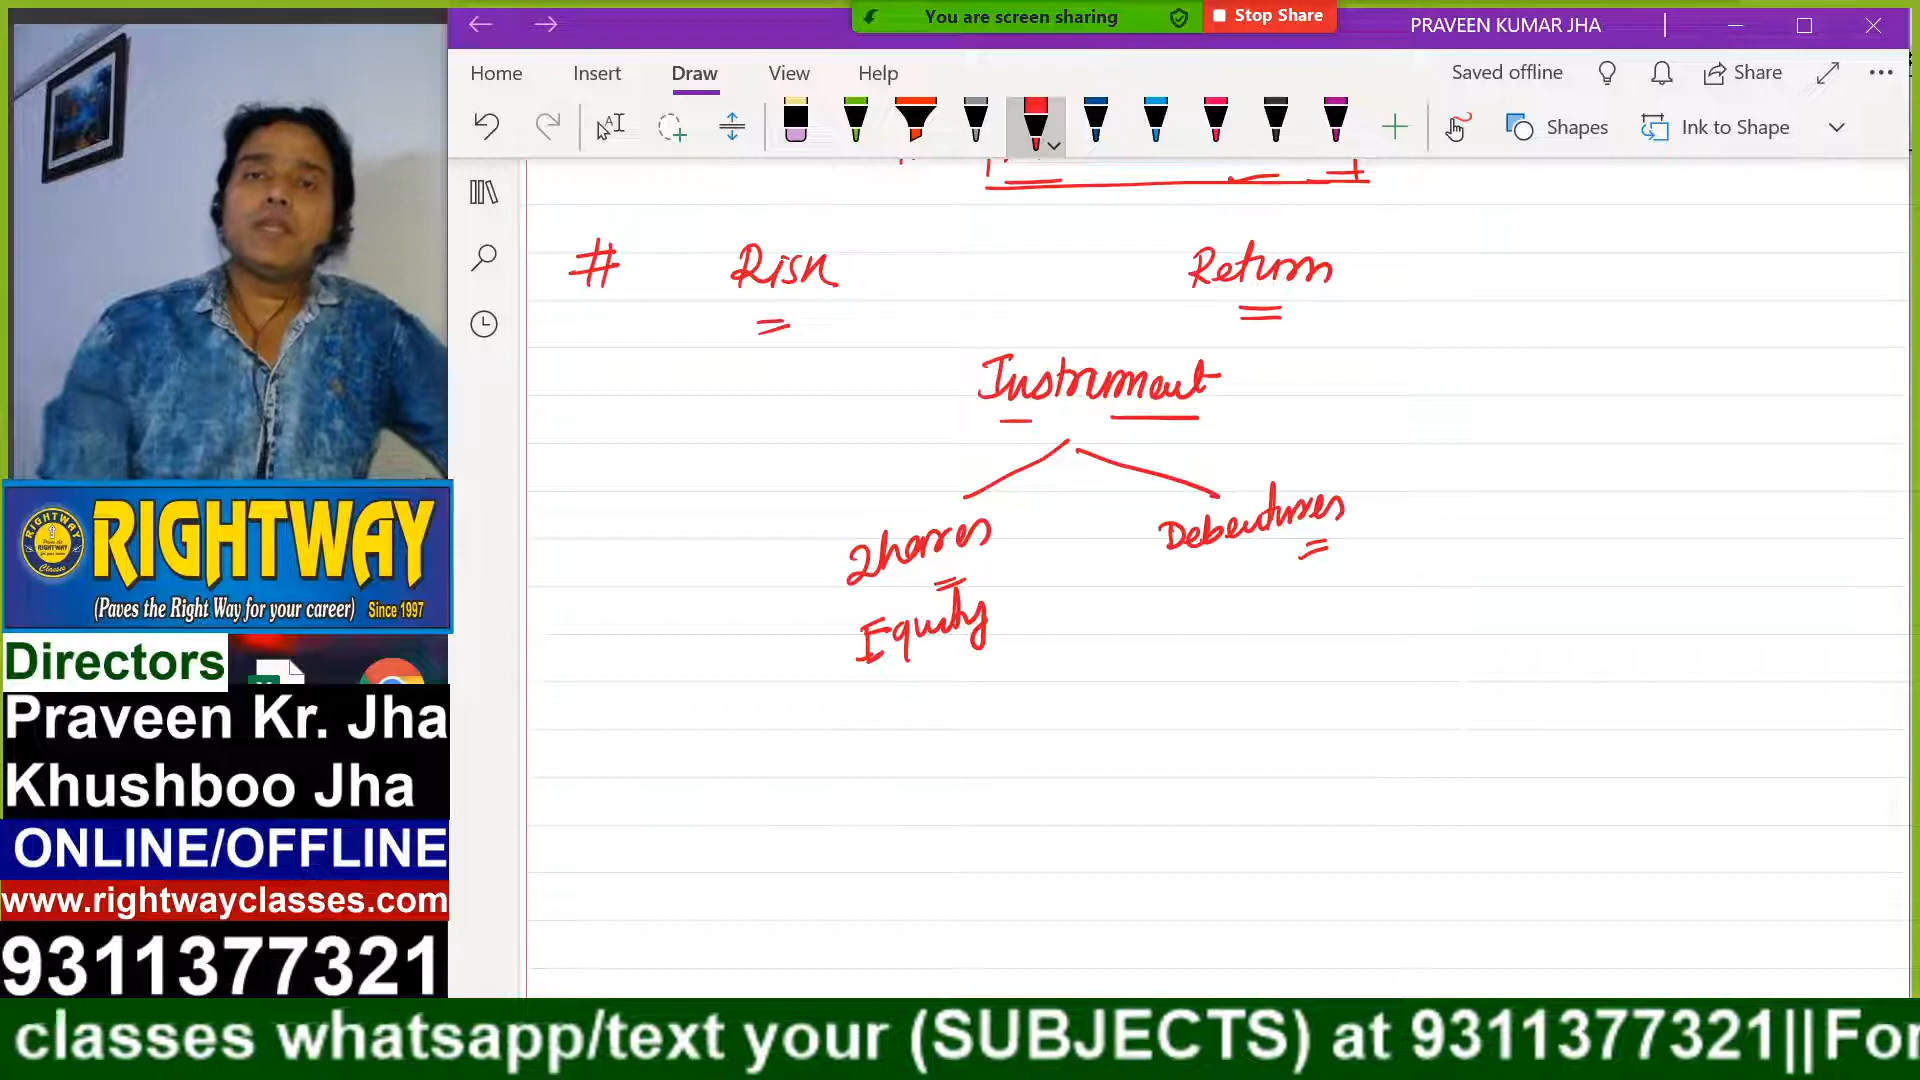 You are screen sharing
Stop Share
PRAVEEN KUMAR JHA
Home Insert Draw View Help
Saved offline
Share
Shapes
Ink to Shape
# Risk Return
Instrument
Shares Debentures
Equity
RIGHTWAY
RIGHTWAY
Classes
(Paves the Right Way for your career) Since 1997
Directors
Praveen Kr. Jha
Khushboo Jha
ONLINE/OFFLINE
www.rightwayclasses.com
9311377321
classes whatsapp/text your (SUBJECTS) at 9311377321||For